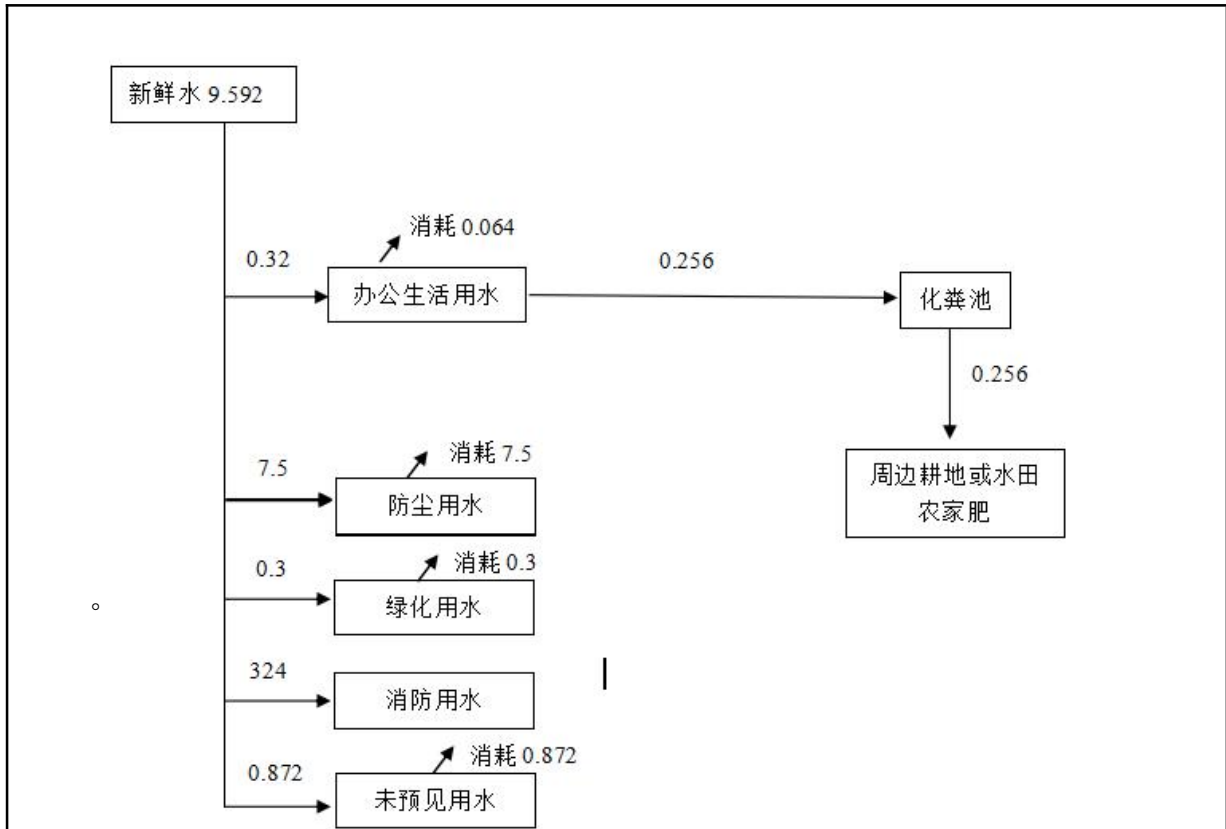 新鲜水 9.592
消耗 0.064
0.32
办公生活用水
0.256
化粪池
0.256
消耗 7.5
7.5
防尘用水
周边耕地或水田
农家肥
消耗 0.3
0.3
绿化用水
。
324
消防用水
消耗 0.872
0.872
未预见用水